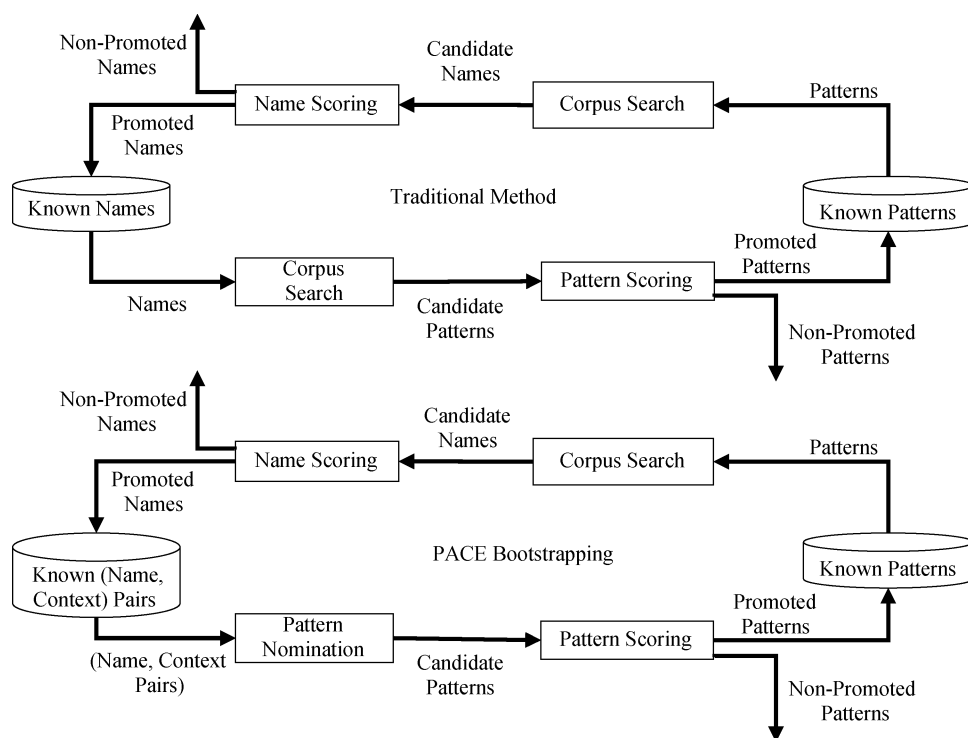 Non-Promoted
Names
Candidate
Names
Name Scoring
Corpus Search
Patterns
Promoted
Names
Known Names
Traditional Method
Known Patterns
Names
Corpus
Search
Candidate
Patterns
Pattern Scoring
Promoted
Patterns
Non-Promoted
Patterns
Non-Promoted
Names
Candidate
Names
Name Scoring
Corpus Search
Patterns
Promoted
Names
Known (Name,
Context) Pairs
PACE Bootstrapping
Known Patterns
(Name, Context
Pairs)
Pattern
Nomination
Candidate
Patterns
Pattern Scoring
Promoted
Patterns
Non-Promoted
Patterns